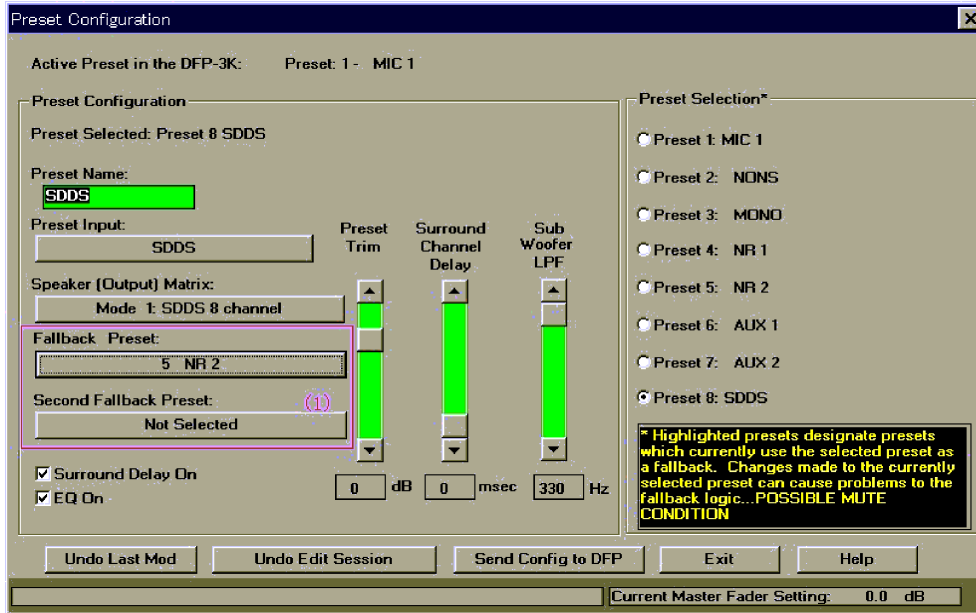 Preset Configuration
X
Active Preset in the DFP-3K: Preset: 1 - MIC 1
Preset Configuration
Preset Selected: Preset 8 SDDS
Preset Name:
SDDS
Preset Input:
SDDS
Speaker (Output) Matrix:
Mode 1: SDDS 8 channel
Fallback Preset:
5 NR 2
Second Fallback Preset:
(1)
Not Selected
Surround Delay On
EQ On
Preset
Trim
0 dB
Surround
Channel
Delay
0 msec
Sub
Woofer
LPF
330 Hz
Preset Selection*
Preset 1: MIC 1
Preset 2: NONS
Preset 3: MONO
Preset 4: NR 1
Preset 5: NR 2
Preset 6: AUX 1
Preset 7: AUX 2
Preset 8: SDDS
* Highlighted presets designate presets
which currently use the selected preset as
a fallback. Changes made to the currently
selected preset can cause problems to the
fallback logic...POSSIBLE MUTE
CONDITION
Undo Last Mod
Undo Edit Session
Send Config to DFP
Exit
Help
Current Master Fader Setting: 0.0 dB